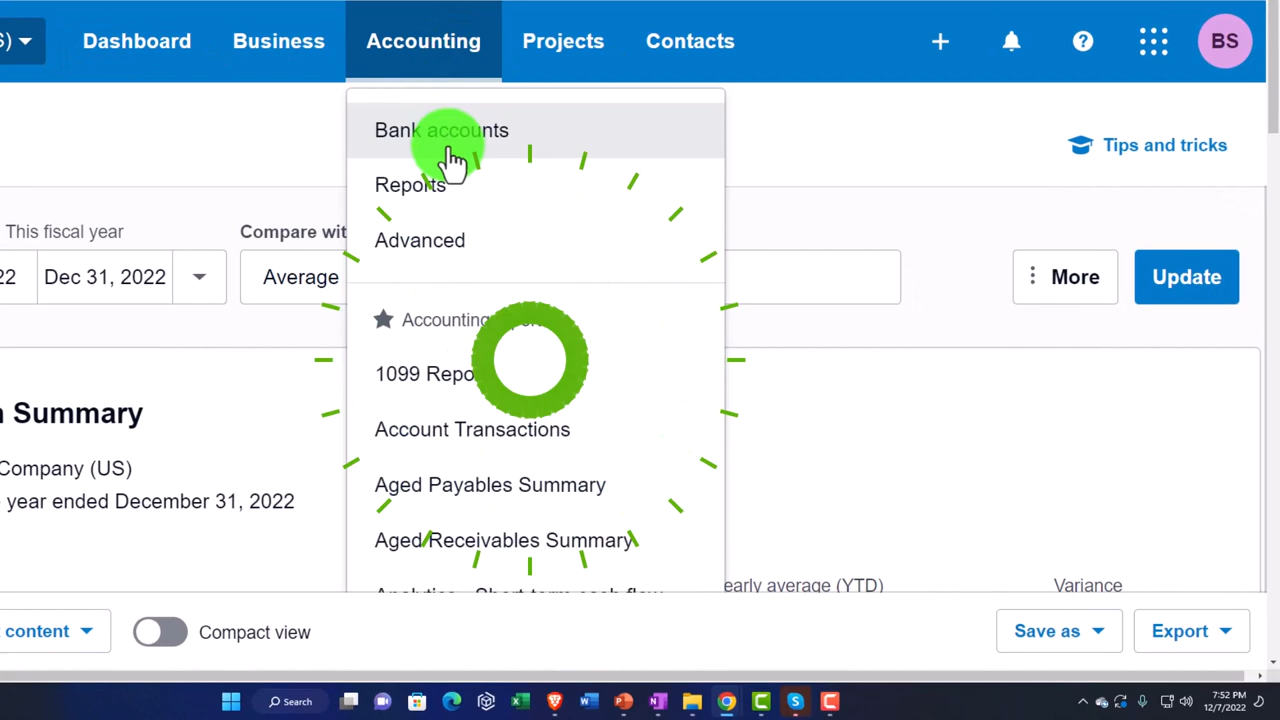 S)
Dashboard
Business
Accounting
Projects
Contacts
BS
Bank accounts
Reports
Advanced
Tips and tricks
This fiscal year
Compare wit
22
Dec 31, 2022
Average
More
Update
Accounting
1099 Repo
Account Transactions
Aged Payables Summary
Aged Receivables Summary
n Summary
Company (US)
e year ended December 31, 2022
early average (YTD)
Variance
content
Compact view
Save as
Export
Search
7:52 PM
12/7/2022